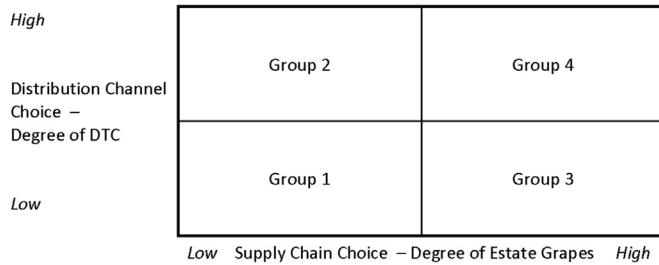 High
Group 2
Group 4
Distribution Channel
Choice –
Degree of DTC
Group 1
Group 3
Low
Low Supply Chain Choice – Degree of Estate Grapes High